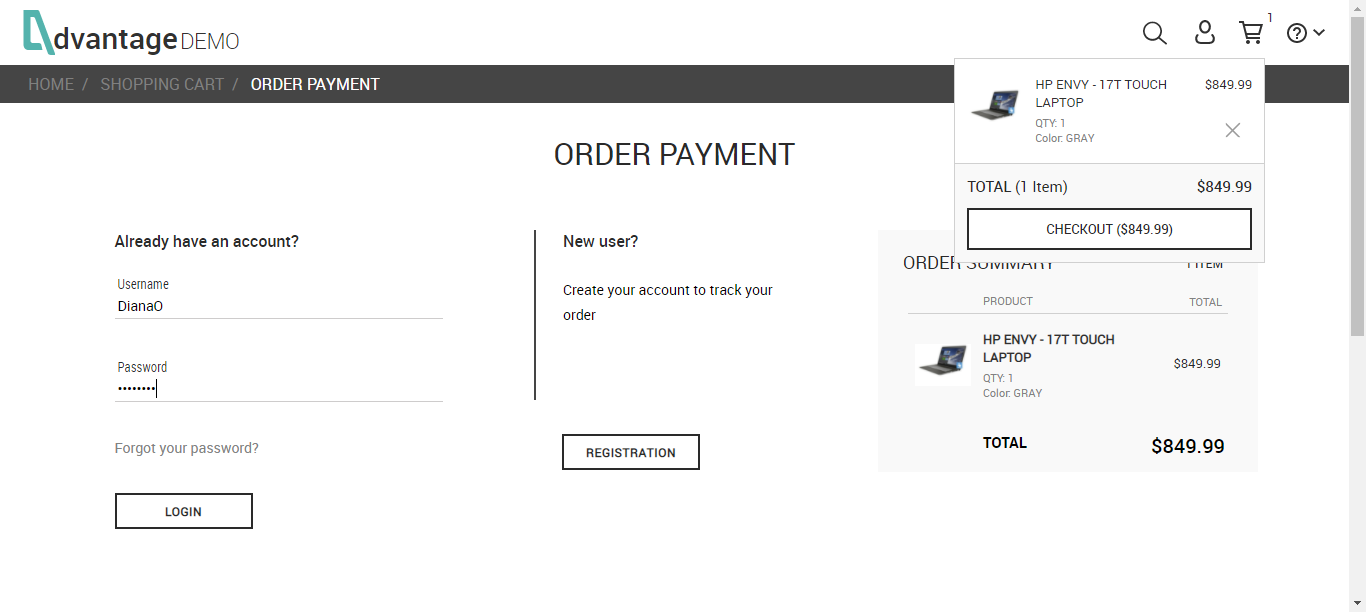 Advantage DEMO
1
HOME / SHOPPING CART / ORDER PAYMENT
HP ENVY - 17T TOUCH LAPTOP $849.99
QTY: 1
Color: GRAY
TOTAL (1 Item) $849.99
CHECKOUT ($849.99)
ORDER PAYMENT
Already have an account?
Username
DianaO
Password
••••••••
Forgot your password?
LOGIN
New user?
Create your account to track your
order
REGISTRATION
ORDER SUMMARY 1 ITEM
PRODUCT TOTAL
HP ENVY - 17T TOUCH
LAPTOP
$849.99
QTY: 1
Color: GRAY
TOTAL $849.99